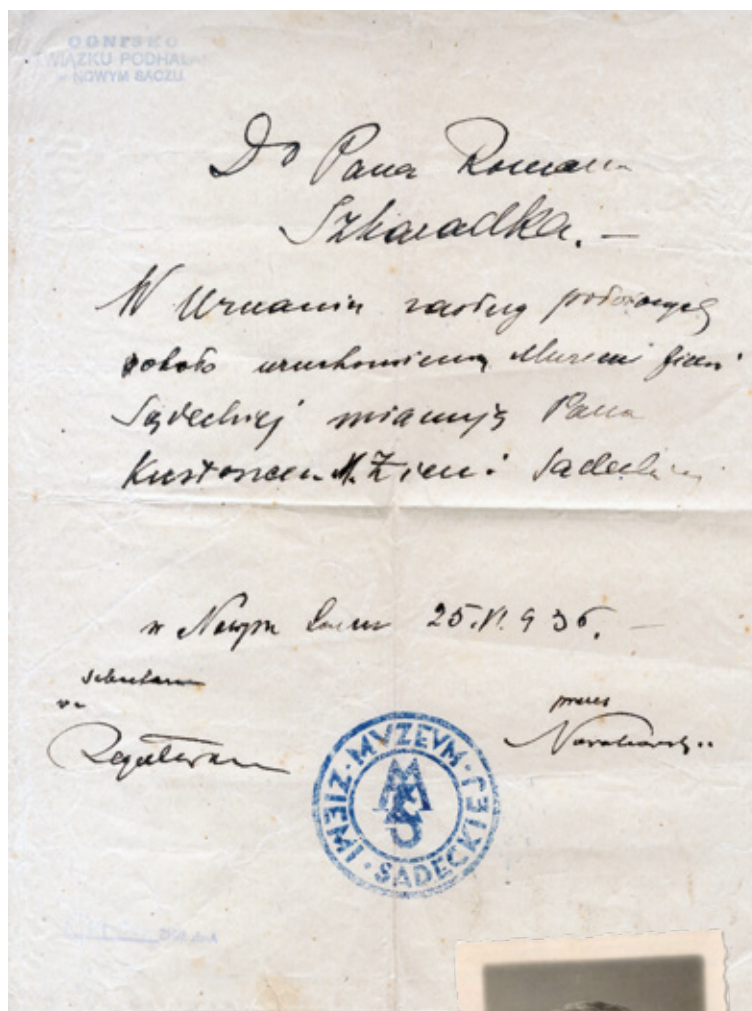 OGNISKO
ZWIĄZKU PODHALAN
w NOWYM SĄCZU
Do Pana Romana
Szkaradka. —
W Uznaniu zasług położonych
około uruchomienia Muzeum Ziemi
Sądeckiej mianuję Pana
Kustoszem M. Ziemi Sądeckiej
w Nowym Sączu 25.VI.936. —
sekretarz
prezes
MVZEVM · ZIEMI · SĄDECKIEJ